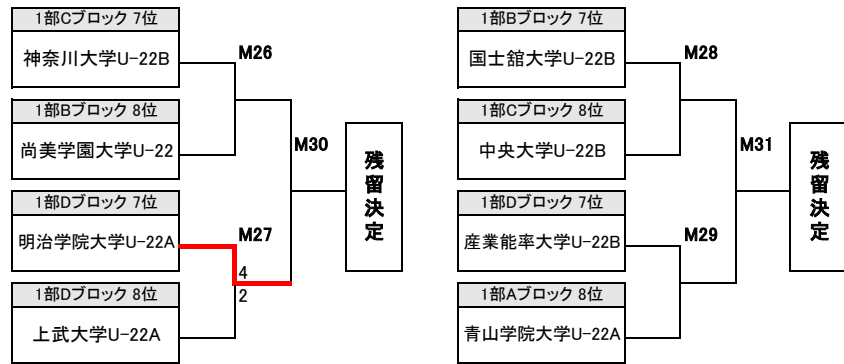 1部Cブロック 7位
神奈川大学U-22B
M26
1部Bブロック 8位
尚美学園大学U-22
M30
残留決定
1部Dブロック 7位
明治学院大学U-22A
M27
4
2
1部Dブロック 8位
上武大学U-22A
1部Bブロック 7位
国士舘大学U-22B
M28
1部Cブロック 8位
中央大学U-22B
M31
残留決定
1部Dブロック 7位
産業能率大学U-22B
M29
1部Aブロック 8位
青山学院大学U-22A